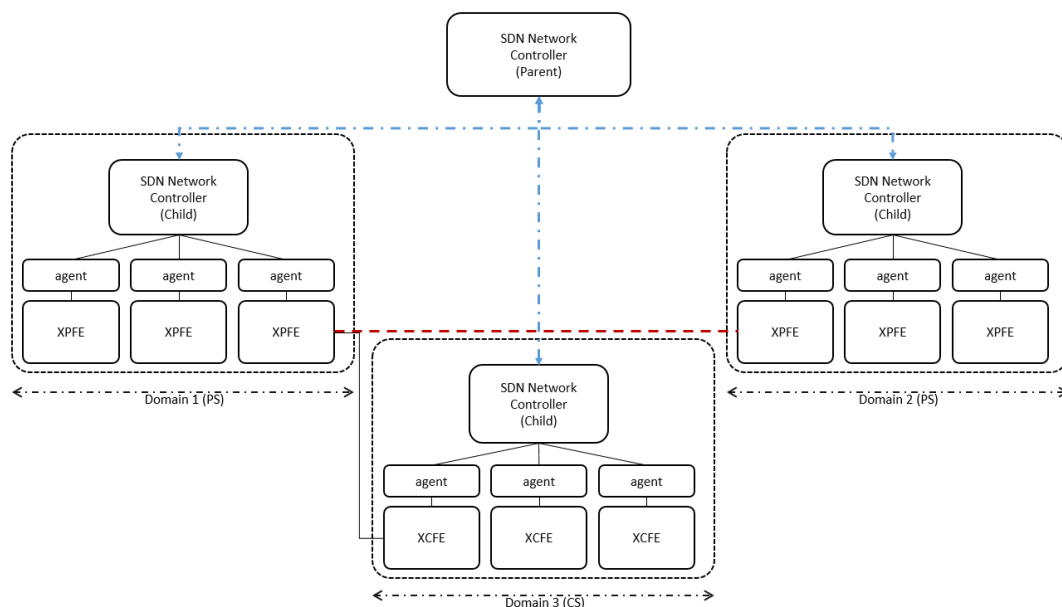 SDN Network
Controller
(Parent)
SDN Network
Controller
(Child)
SDN Network
Controller
(Child)
agent
agent
agent
agent
agent
agent
XPFE
XPFE
XPFE
XPFE
XPFE
XPFE
Domain 1 (PS)
Domain 2 (PS)
SDN Network
Controller
(Child)
agent
agent
agent
XCFE
XCFE
XCFE
Domain 3 (CS)